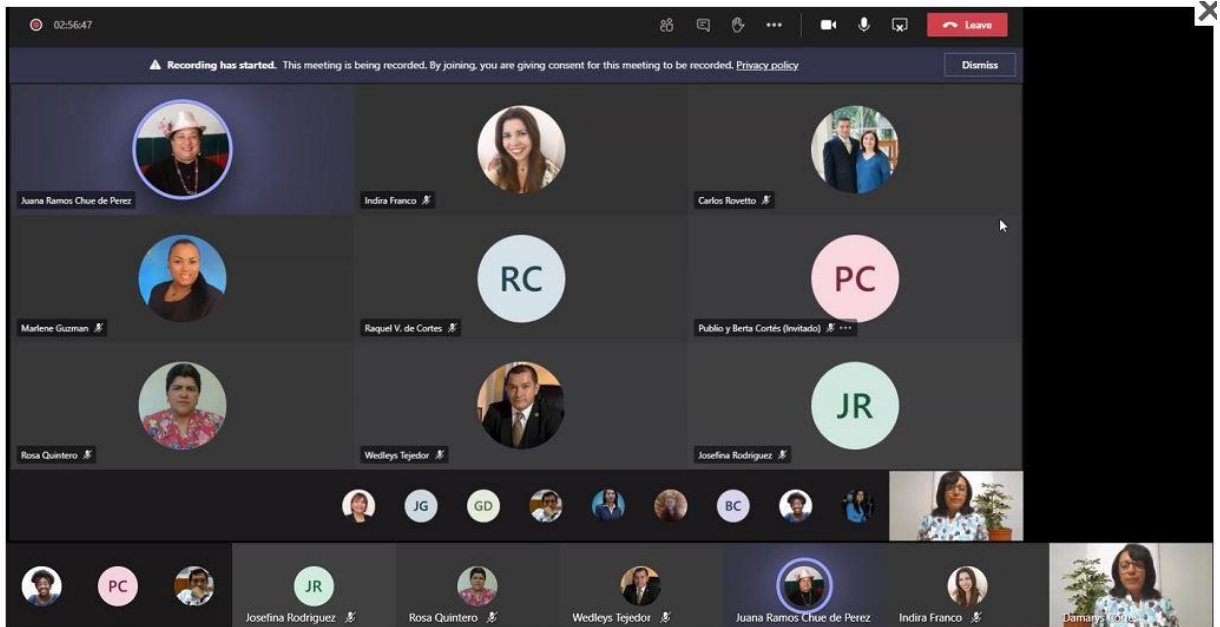 02:56:47
Leave
Recording has started. This meeting is being recorded. By joining, you are giving consent for this meeting to be recorded. Privacy policy
Dismiss
Juana Ramos Chue de Perez
Indira Franco
Carlos Rovetto
RC
PC
Marlene Guzman
Raquel V. de Cortes
Publio y Berta Cortés (Invitado)
JR
Rosa Quintero
Wedleys Tejedor
Josefina Rodriguez
JG
GD
BC
PC
JR
Josefina Rodriguez
Rosa Quintero
Wedleys Tejedor
Juana Ramos Chue de Perez
Indira Franco
Damarys Cortes